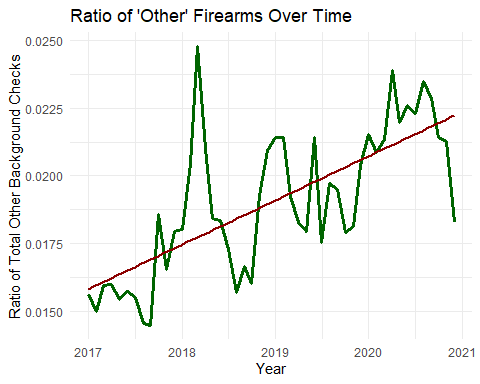 Ratio of 'Other' Firearms Over Time
Ratio of Total Other Background Checks
0.0250
0.0225
0.0200
0.0175
0.0150
2017 2018 2019 2020 2021
Year